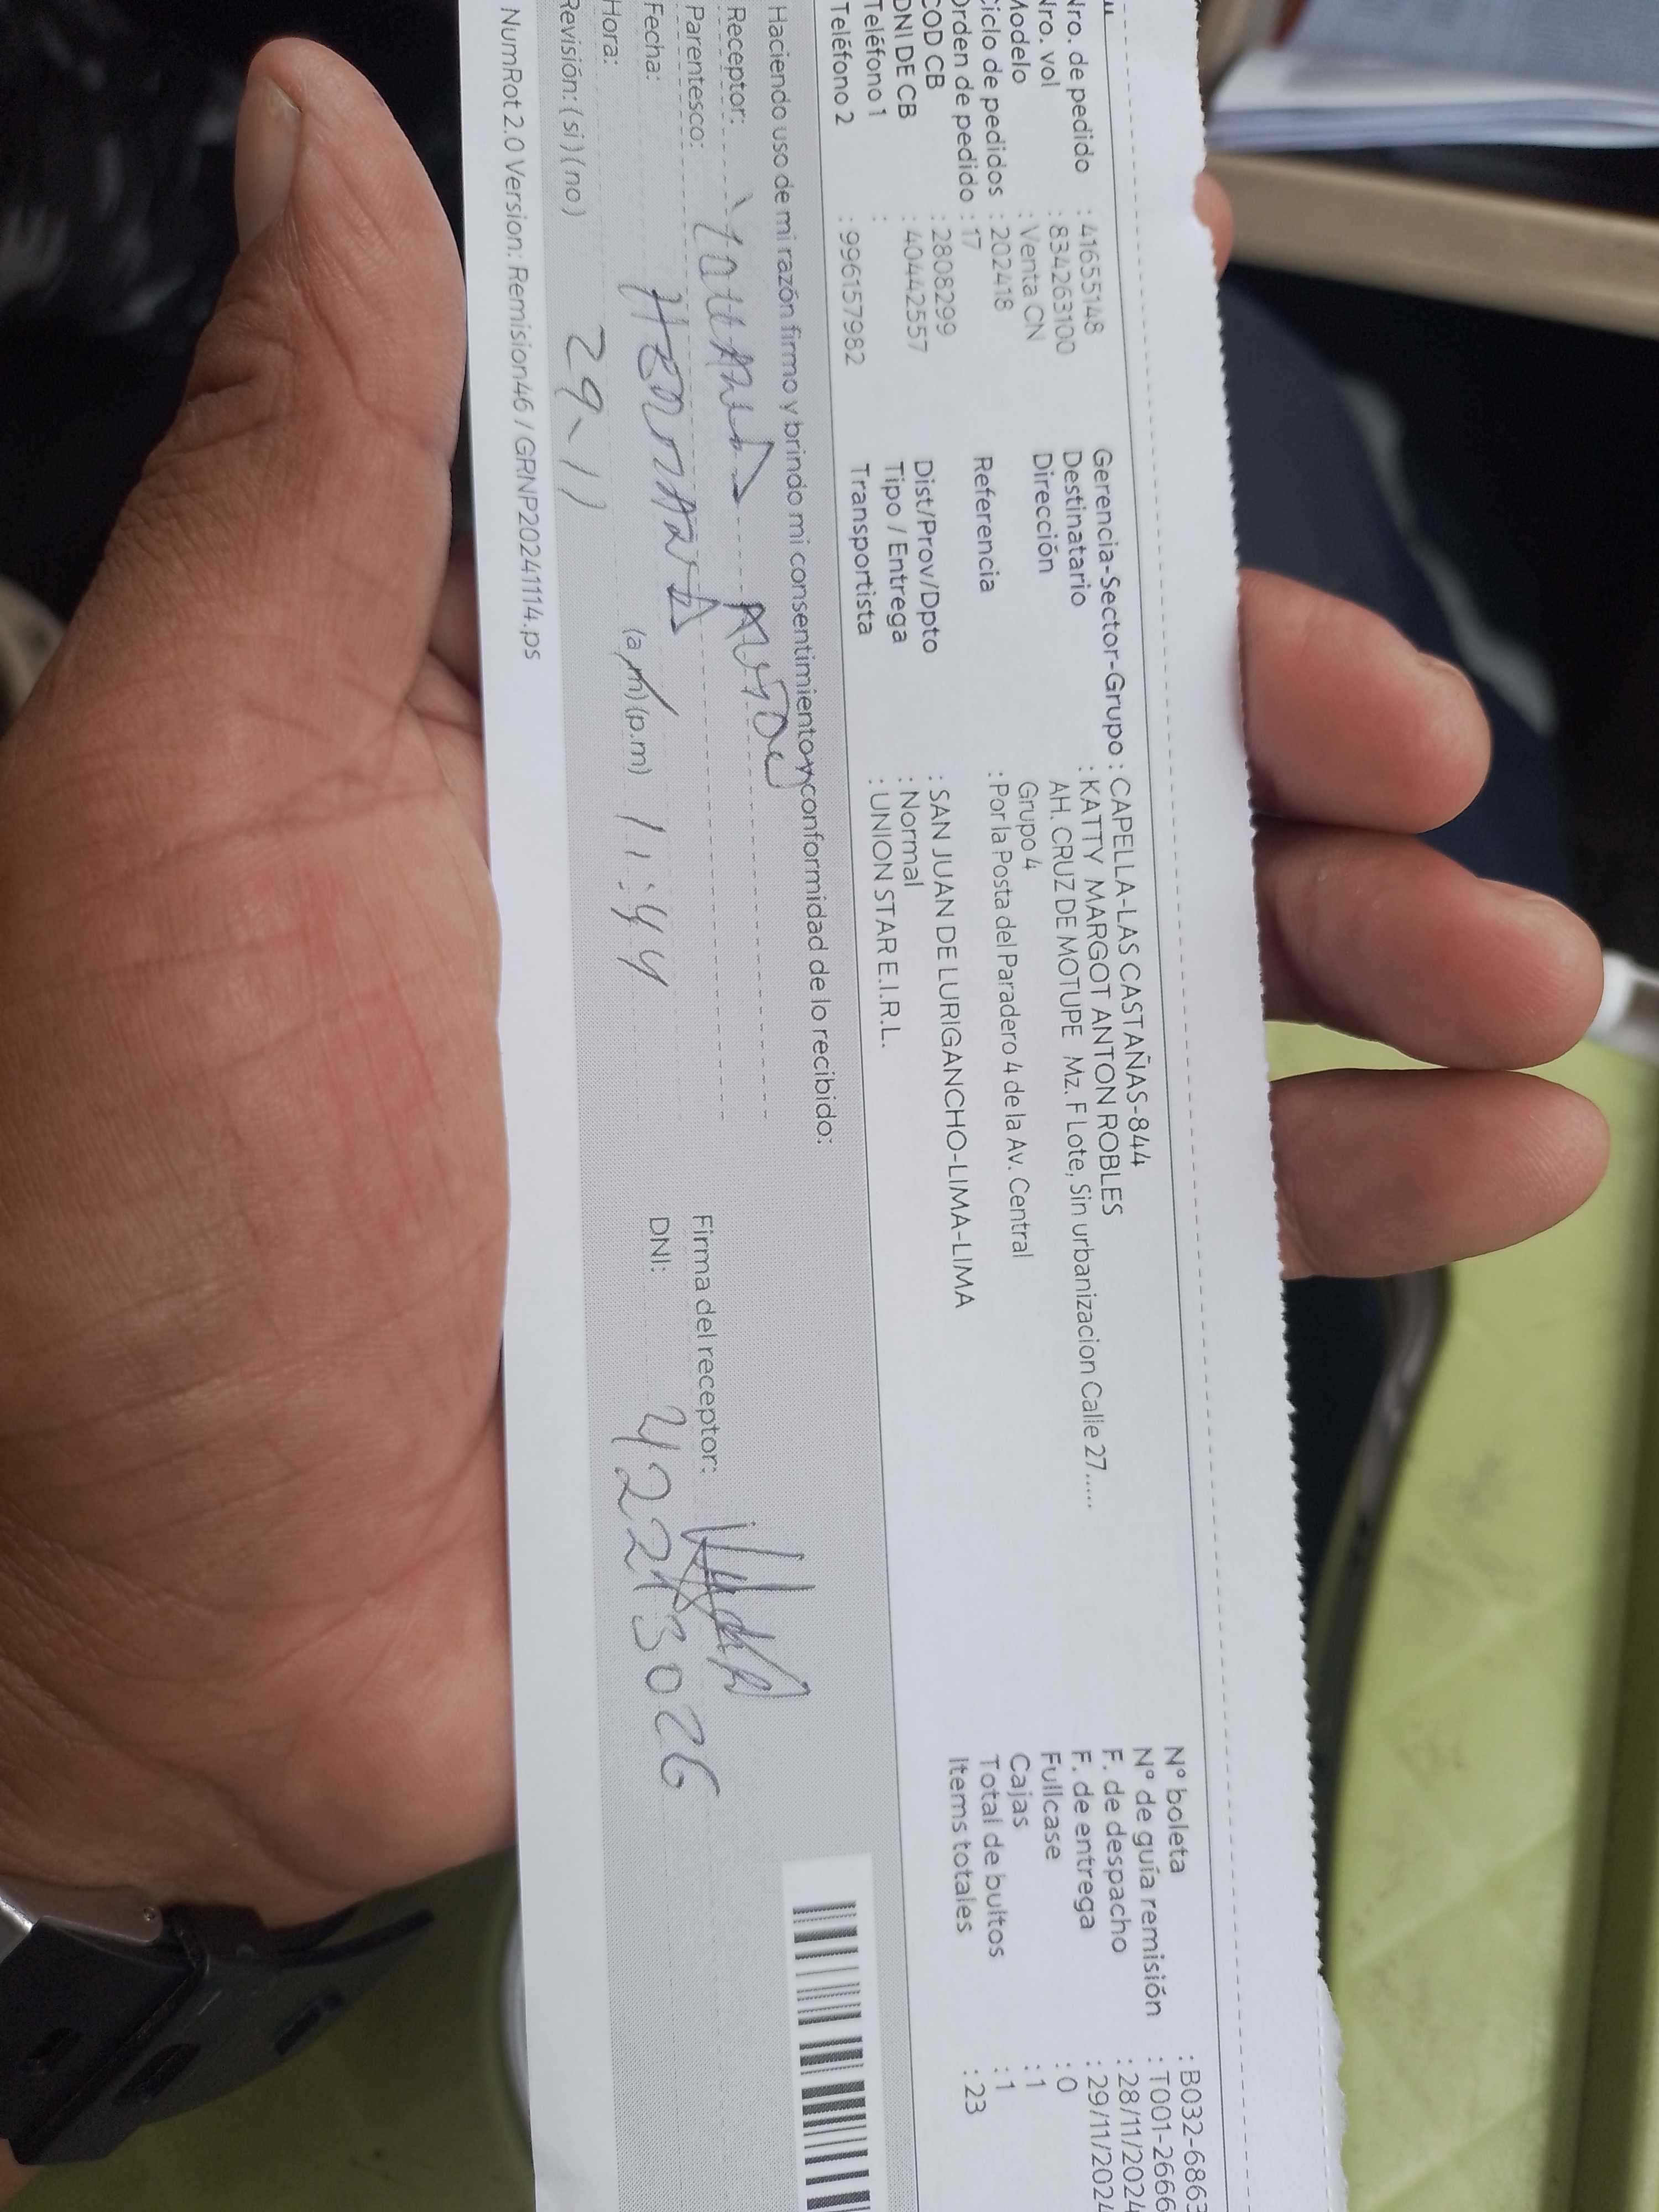 Nro. de pedido : 41655148
Nro. vol : 834263100
Modelo : Venta CN
Ciclo de pedidos : 202418
Orden de pedido : 17
COD CB : 2808299
DNI DE CB : 40442557
Teléfono 1 :
Teléfono 2 : 996157982
Gerencia-Sector-Grupo : CAPELLA-LAS CASTAÑAS-844
Destinatario : KATTY MARGOT ANTON ROBLES
Dirección AH. CRUZ DE MOTUPE Mz. F Lote, Sin urbanizacion Calle 27.....
Grupo 4
Referencia : Por la Posta del Paradero 4 de la Av. Central
Dist/Prov/Dpto : SAN JUAN DE LURIGANCHO-LIMA-LIMA
Tipo / Entrega : Normal
Transportista : UNION STAR E.I.R.L.
Nº boleta : B032-6863
Nº de guía remisión : T001-2666
F. de despacho : 28/11/2024
F. de entrega : 29/11/2024
Fullcase : 0
Cajas : 1
Total de bultos : 1
Items totales : 23
Haciendo uso de mi razón firmo y brindo mi consentimiento y conformidad de lo recibido:
Receptor:
Parentesco: Hermana
Fecha: 29-11
Hora: (a.m) (p.m) 11:44
Revisión: ( si ) ( no )
Firma del receptor:
DNI:
NumRot 2.0 Version: Remision46 / GRNP20241114.ps